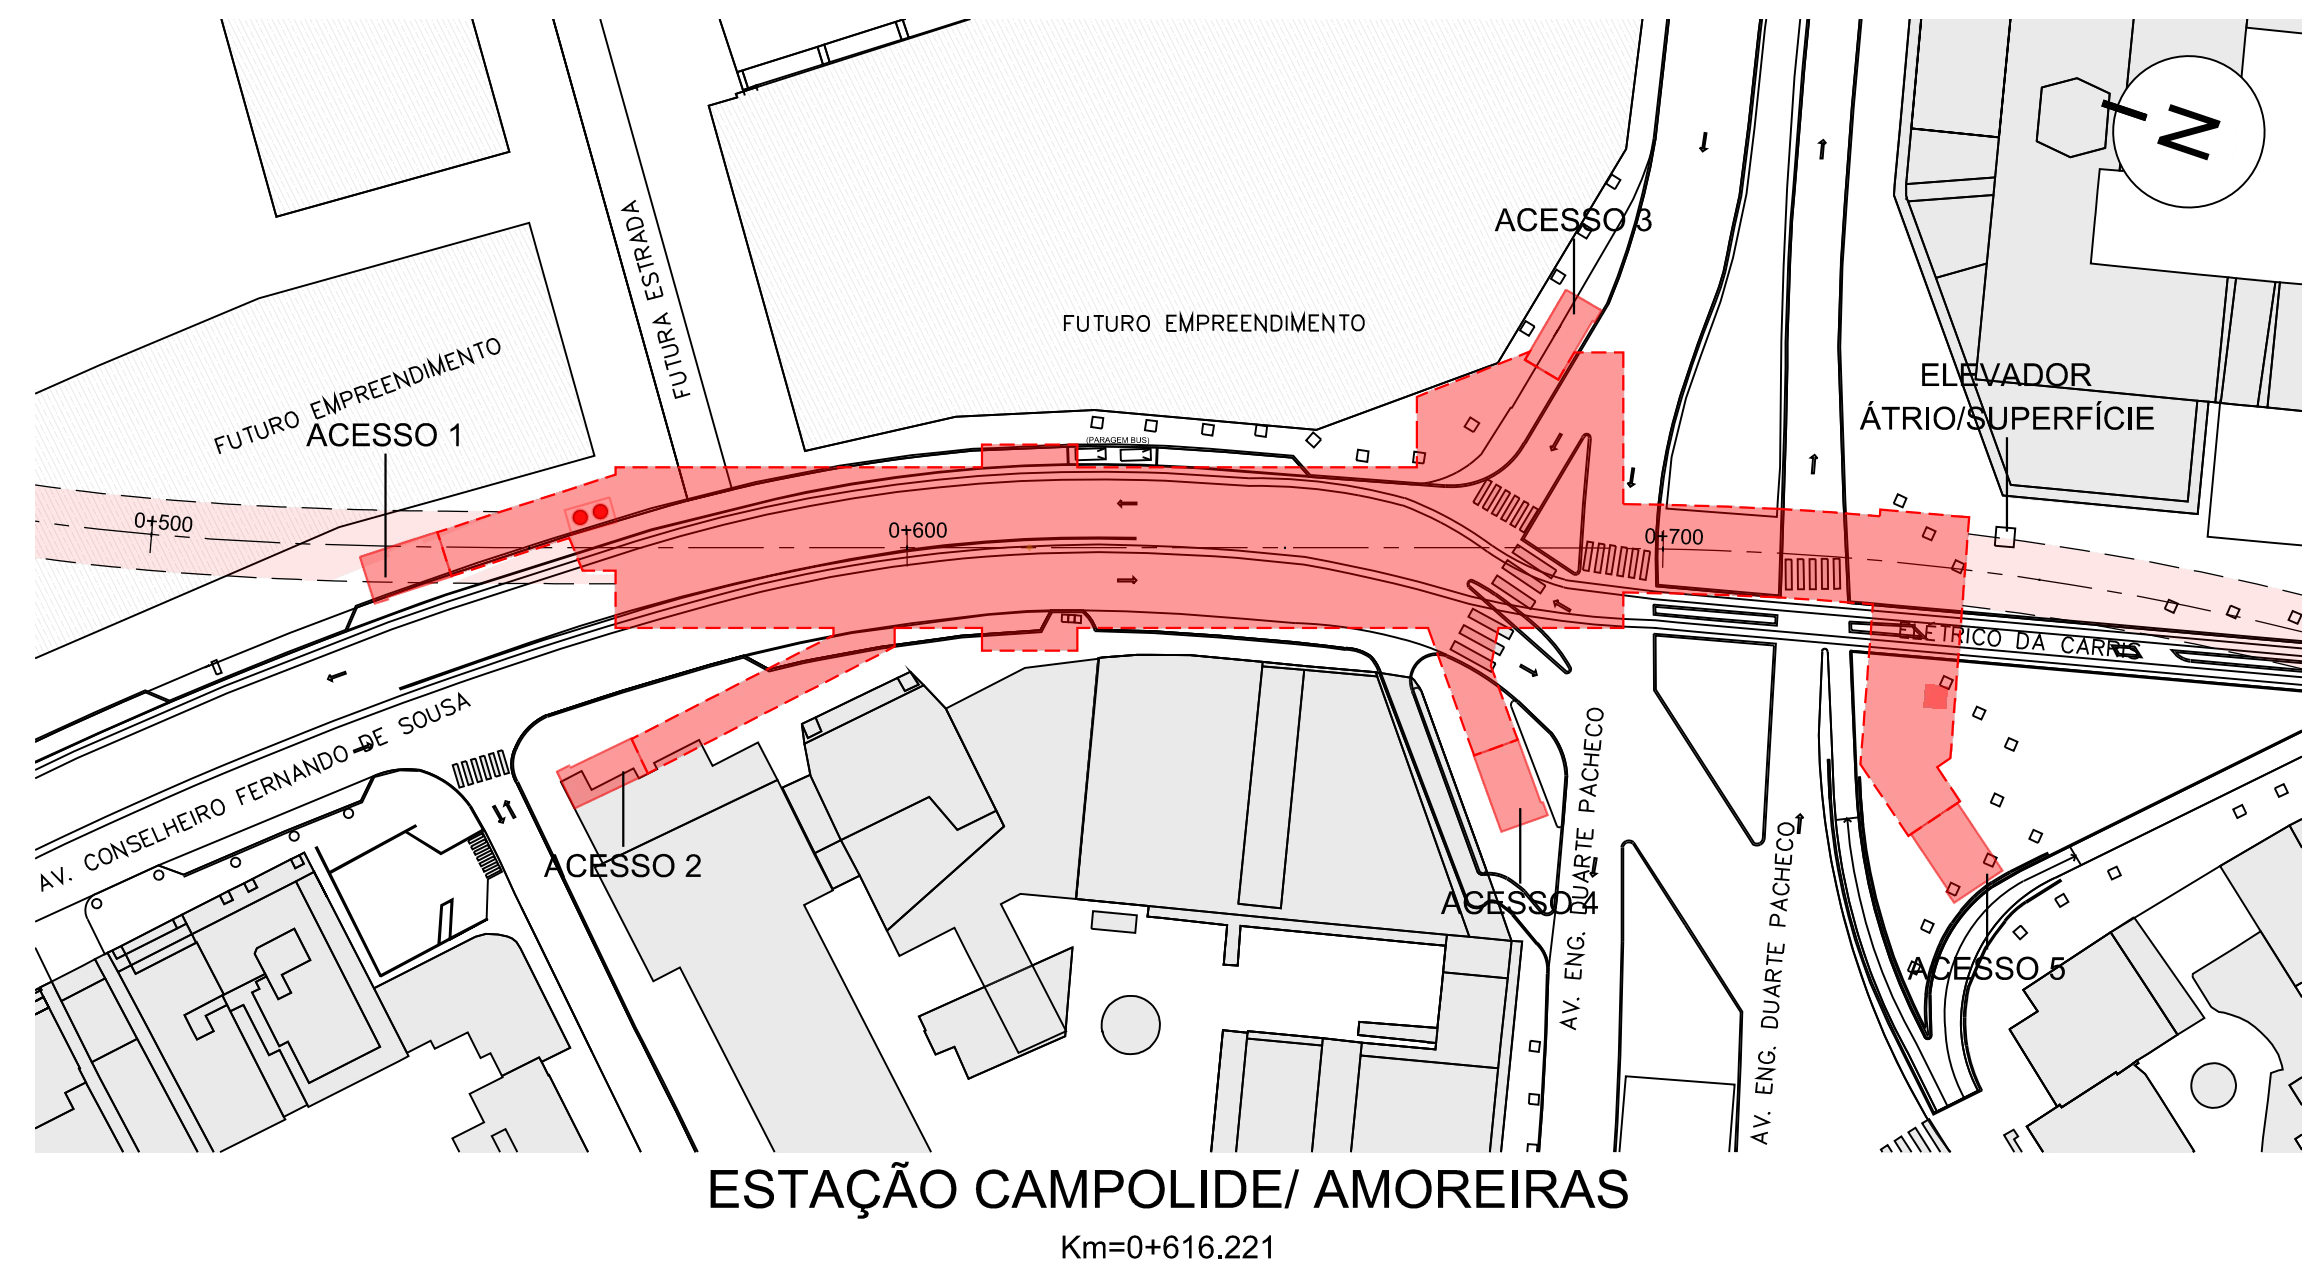 N
ACESSO 3
FUTURA ESTRADA
FUTURO EMPREENDIMENTO
FUTURO EMPREENDIMENTO
ACESSO 1
ELEVADOR
ÁTRIO/SUPERFÍCIE
(PARAGEM BUS)
0+500
0+600
0+700
ELÉTRICO DA CARRIS
AV. CONSELHEIRO FERNANDO DE SOUSA
ACESSO 2
ACESSO 4
AV. ENG. DUARTE PACHECO
AV. ENG. DUARTE PACHECO
ACESSO 5
ESTAÇÃO CAMPOLIDE/ AMOREIRAS
Km=0+616.221